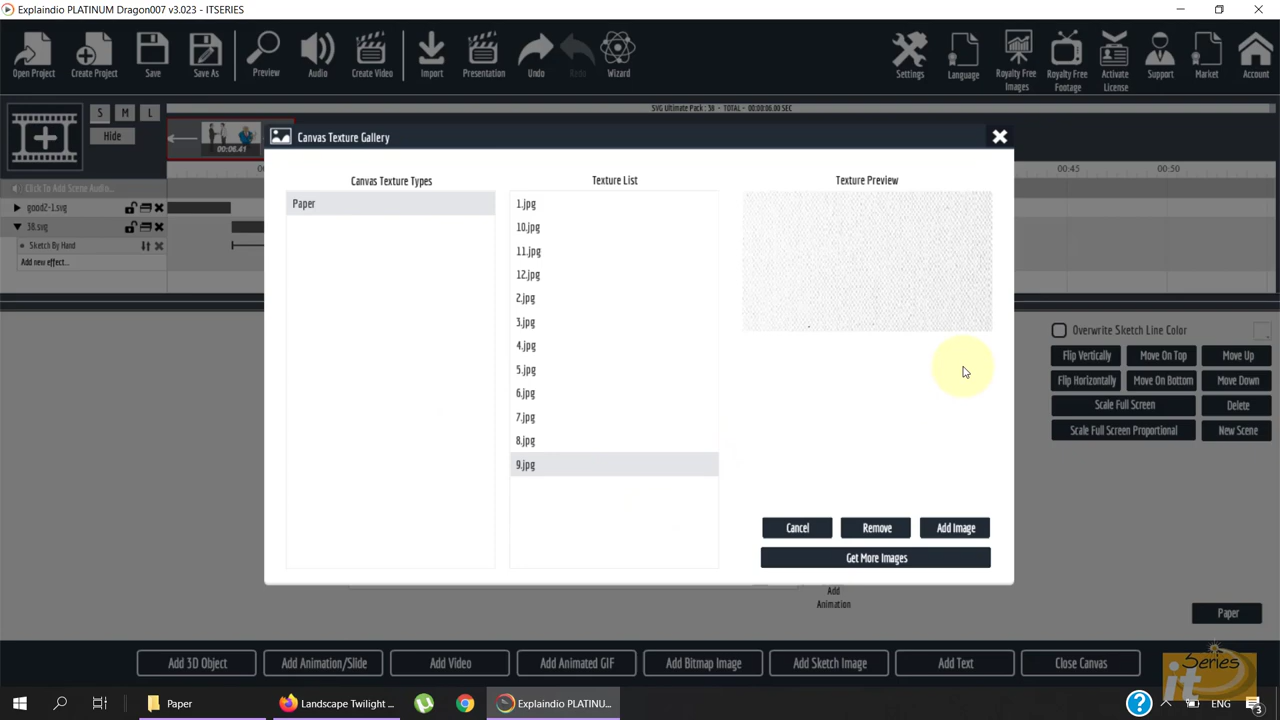 Explaindio PLATINUM Dragon007 v3.023 - ITSERIES
Open Project
Create Project
Save
Save As
Preview
Audio
Create Video
Import
Presentation
Undo
Redo
Wizard
Settings
Language
Royalty Free Images
Royalty Free Footage
Activate License
Support
Market
Account
S M L
Hide
SVG Ultimate Pack : 38 - TOTAL - 00:00:06.00 SEC
00:06.41
00:45
00:50
Click To Add Scene Audio...
good2-1.svg
38.svg
Sketch By Hand
Add new effect...
Canvas Texture Gallery
Canvas Texture Types
Texture List
Texture Preview
Paper
1.jpg
10.jpg
11.jpg
12.jpg
2.jpg
3.jpg
4.jpg
5.jpg
6.jpg
7.jpg
8.jpg
9.jpg
Cancel
Remove
Add Image
Get More Images
Overwrite Sketch Line Color
Flip Vertically
Move On Top
Move Up
Flip Horizontally
Move On Bottom
Move Down
Scale Full Screen
Delete
Scale Full Screen Proportional
New Scene
Add
Animation
Paper
Add 3D Object
Add Animation/Slide
Add Video
Add Animated GIF
Add Bitmap Image
Add Sketch Image
Add Text
Close Canvas
it Series
Paper
Landscape Twilight ...
Explaindio PLATINU...
ENG
3